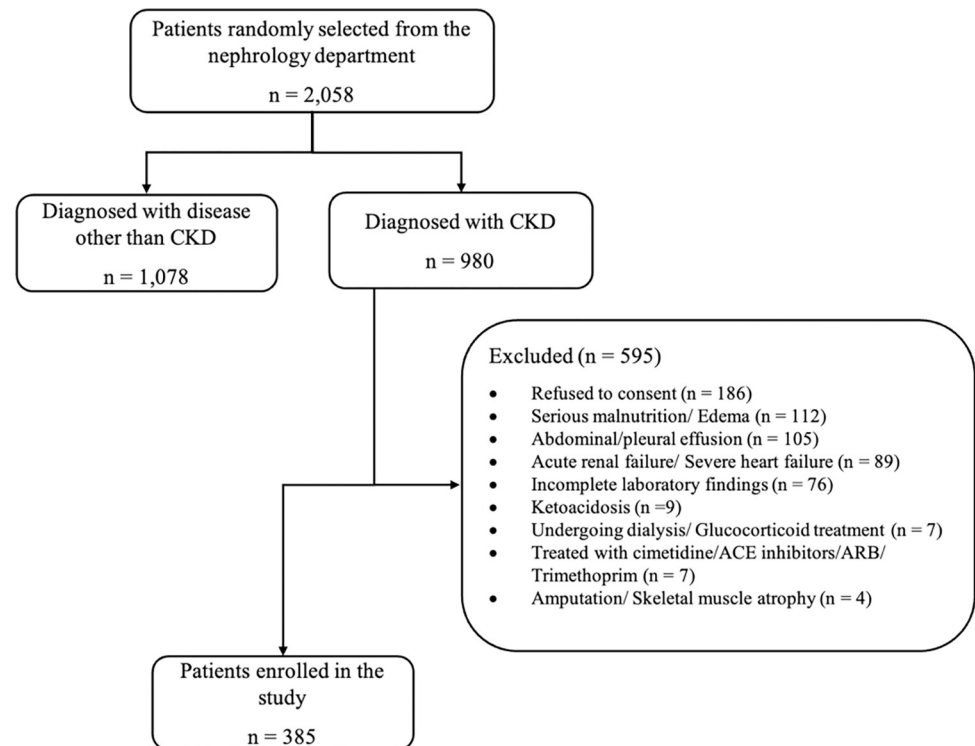 Patients randomly selected from the
nephrology department
n = 2,058
Diagnosed with disease
other than CKD
n = 1,078
Diagnosed with CKD
n = 980
Excluded (n = 595)
• Refused to consent (n = 186)
• Serious malnutrition/ Edema (n = 112)
• Abdominal/pleural effusion (n = 105)
• Acute renal failure/ Severe heart failure (n = 89)
• Incomplete laboratory findings (n = 76)
• Ketoacidosis (n =9)
• Undergoing dialysis/ Glucocorticoid treatment (n = 7)
• Treated with cimetidine/ACE inhibitors/ARB/
Trimethoprim (n = 7)
• Amputation/ Skeletal muscle atrophy (n = 4)
Patients enrolled in the
study
n = 385